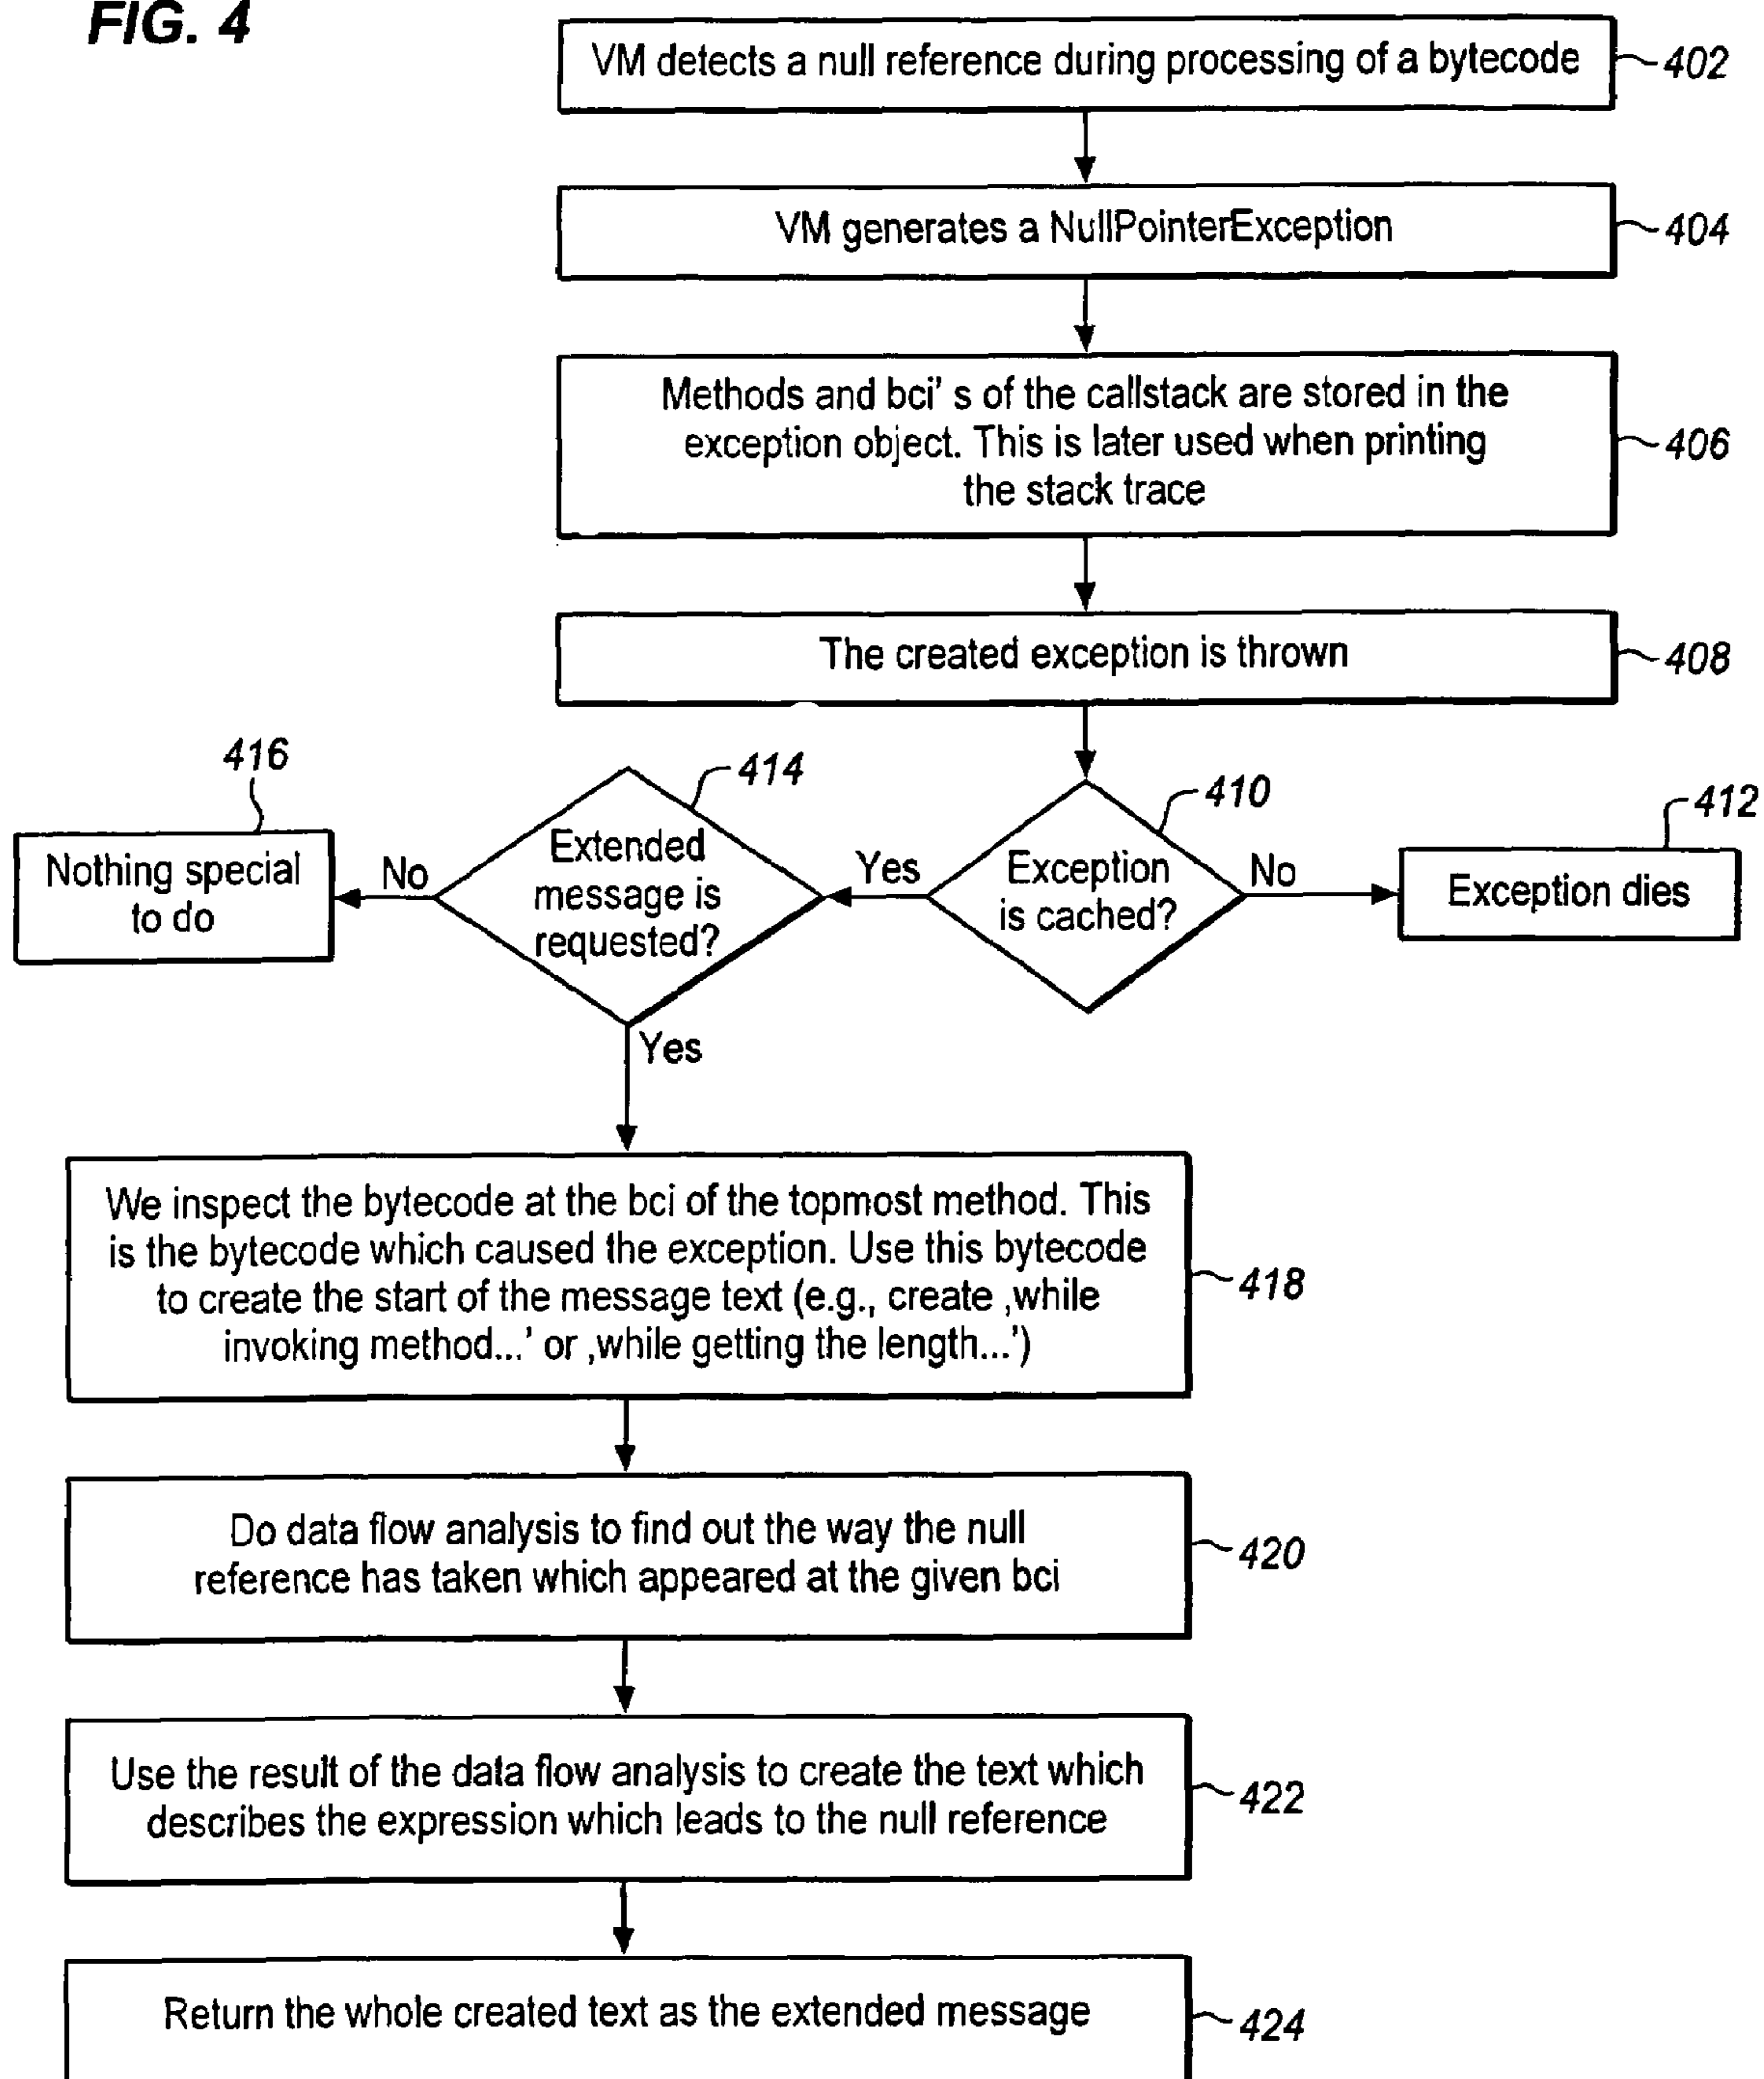 FIG. 4
VM detects a null reference during processing of a bytecode
402
VM generates a NullPointerException
404
Methods and bci' s of the callstack are stored in the
exception object. This is later used when printing
the stack trace
406
The created exception is thrown
408
416
414
410
412
Nothing special
to do
No
Extended
message is
requested?
Yes
Exception
is cached?
No
Exception dies
Yes
We inspect the bytecode at the bci of the topmost method. This
is the bytecode which caused the exception. Use this bytecode
to create the start of the message text (e.g., create ‚while
invoking method...’ or ‚while getting the length...’)
418
Do data flow analysis to find out the way the null
reference has taken which appeared at the given bci
420
Use the result of the data flow analysis to create the text which
describes the expression which leads to the null reference
422
Return the whole created text as the extended message
424